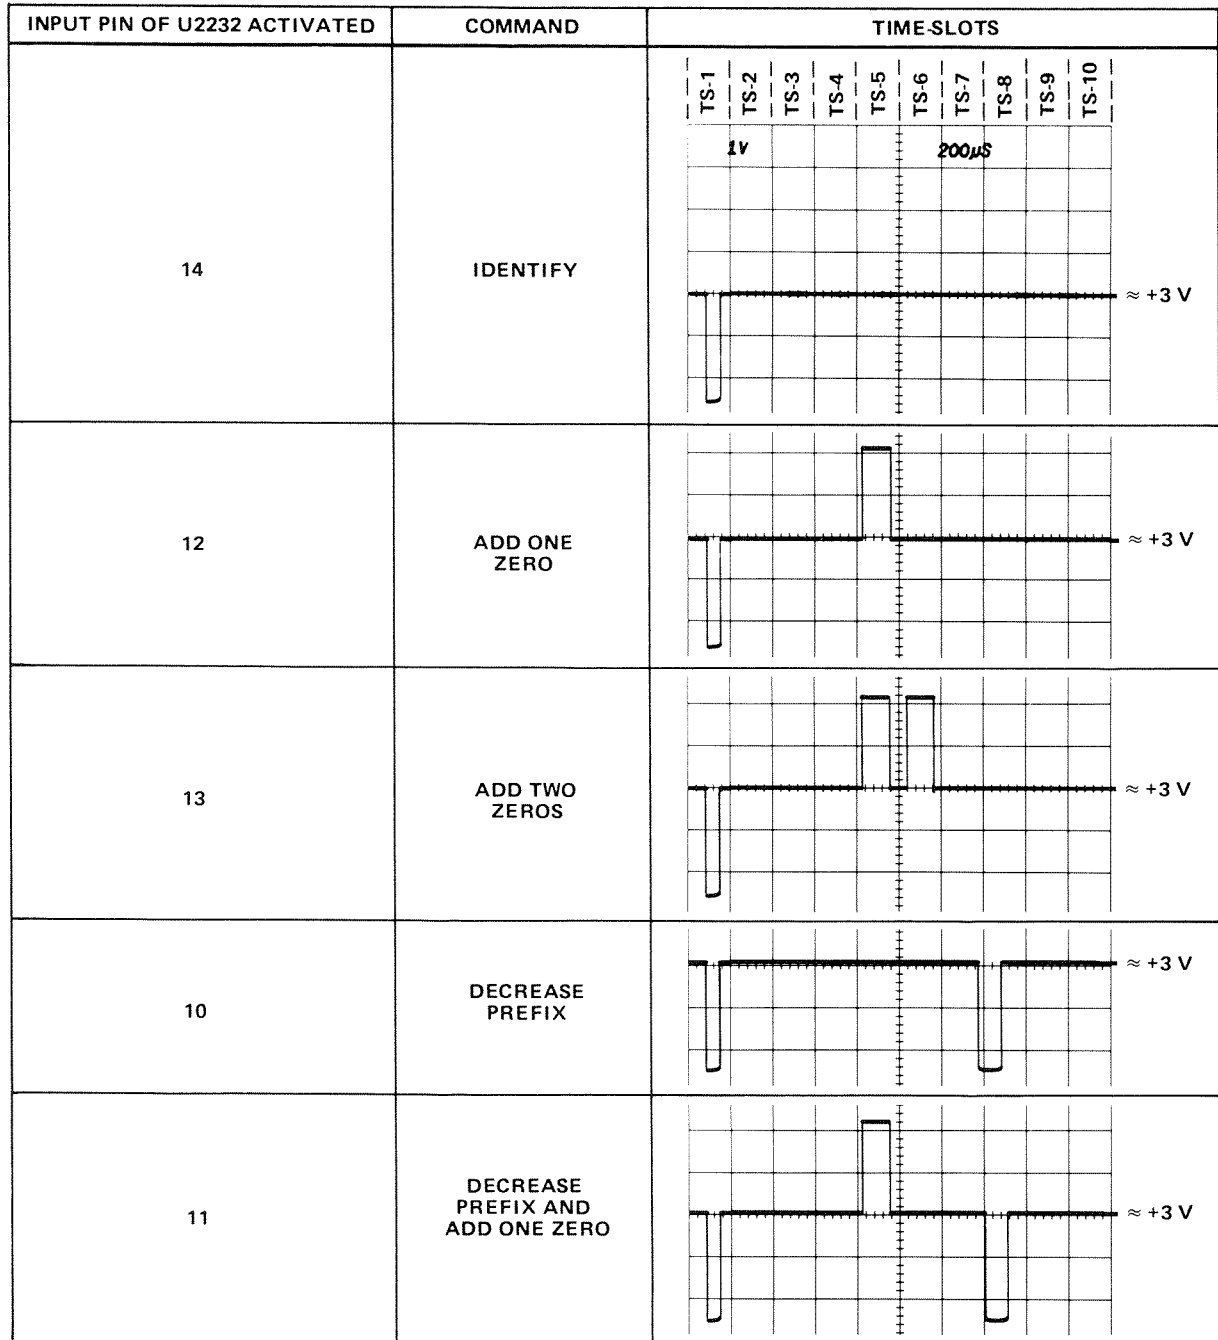 INPUT PIN OF U2232 ACTIVATED COMMAND TIME-SLOTS
TS-1 TS-2 TS-3 TS-4 TS-5 TS-6 TS-7 TS-8 TS-9 TS-10
1V 200µS
14 IDENTIFY ≈ +3 V
12 ADD ONE
ZERO
≈ +3 V
13 ADD TWO
ZEROS
≈ +3 V
10 DECREASE
PREFIX
≈ +3 V
11 DECREASE
PREFIX AND
ADD ONE ZERO
≈ +3 V